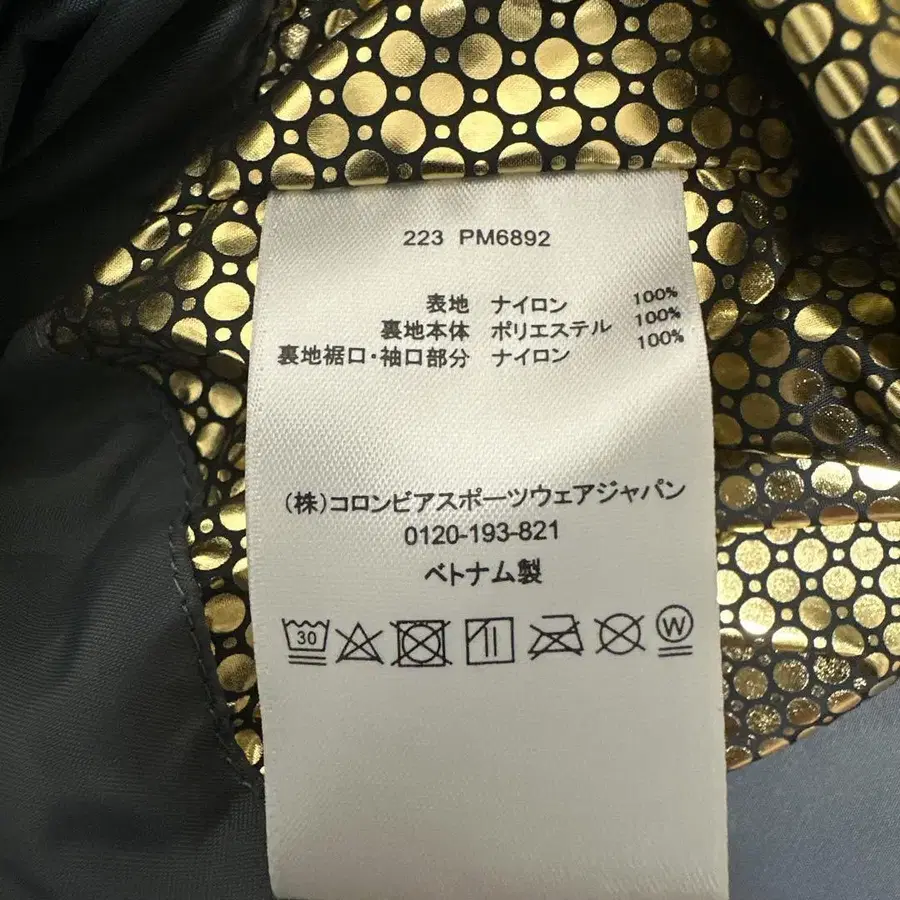 223 PM6892
表地 ナイロン 100%
裏地本体 ポリエステル 100%
裏地裾口・袖口部分 ナイロン 100%
(株)コロンビアスポーツウェアジャパン
0120-193-821
ベトナム製
30 W